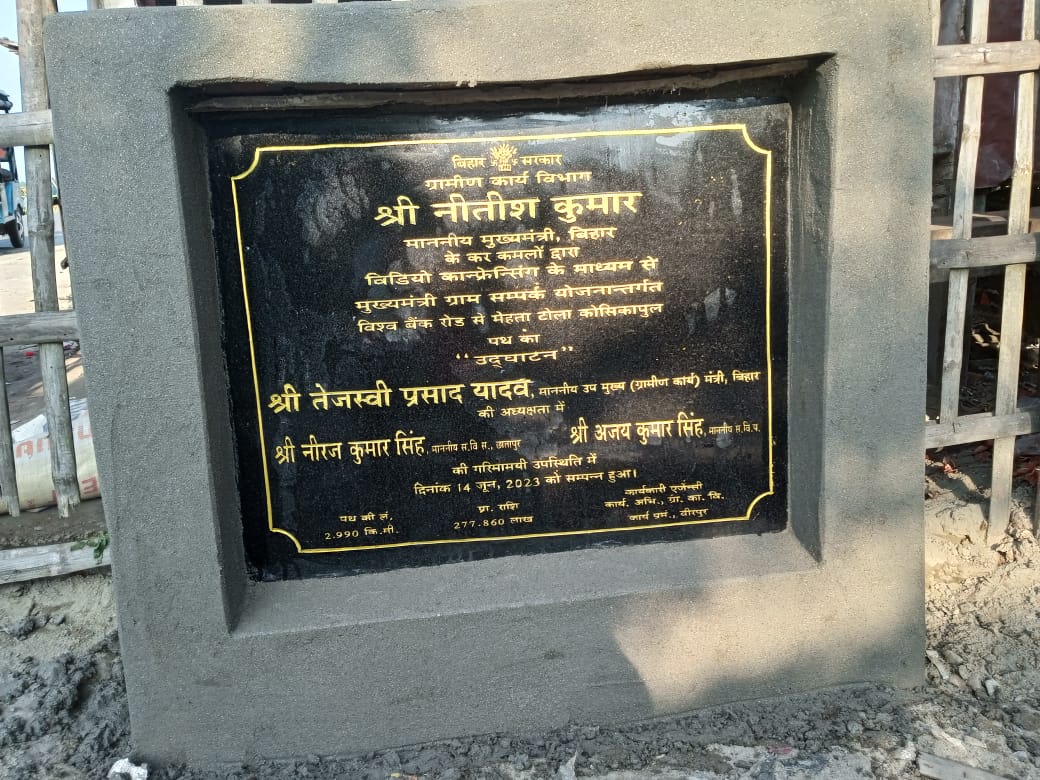 बिहार सरकार
ग्रामीण कार्य विभाग
श्री नीतीश कुमार
माननीय मुख्यमंत्री, बिहार
के कर कमलों द्वारा
विडियो कान्फ्रेन्सिंग के माध्यम से
मुख्यमंत्री ग्राम सम्पर्क योजनान्तर्गत
विश्व बैंक रोड से मेहता टोला कोसिकापुल
पथ का
“उद्घाटन”
श्री तेजस्वी प्रसाद यादव, माननीय उप मुख्य (ग्रामीण कार्य) मंत्री, बिहार
की अध्यक्षता में
श्री नीरज कुमार सिंह, माननीय स.वि स., छातापुर श्री अजय कुमार सिंह, माननीय स.वि.प.
की गरिमामयी उपस्थिति में
दिनांक 14 जून, 2023 को सम्पन्न हुआ।
पथ की लं. प्रा. राशि कार्यकारी एजेन्सी
2.990 कि.मी. 277.860 लाख कार्य. अभि., ग्रा. का. वि.
कार्य प्रमं., वीरपुर